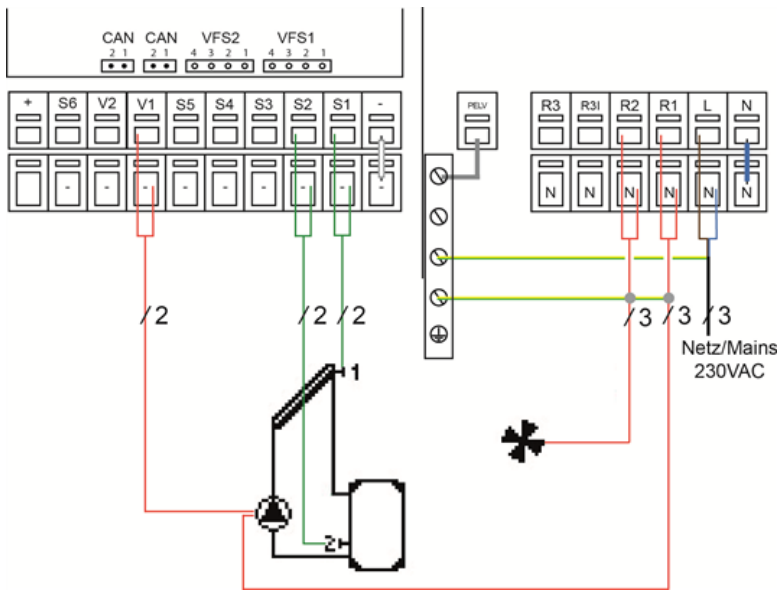 CAN CAN VFS2 VFS1
2 1 2 1 4 3 2 1 4 3 2 1
+ S6 V2 V1 S5 S4 S3 S2 S1 -
- - - - - - - - -
PELV
R3 R3I R2 R1 L N
N N N N N N
/2 /2 /2
/3 /3 /3
Netz/Mains
230VAC
1
2